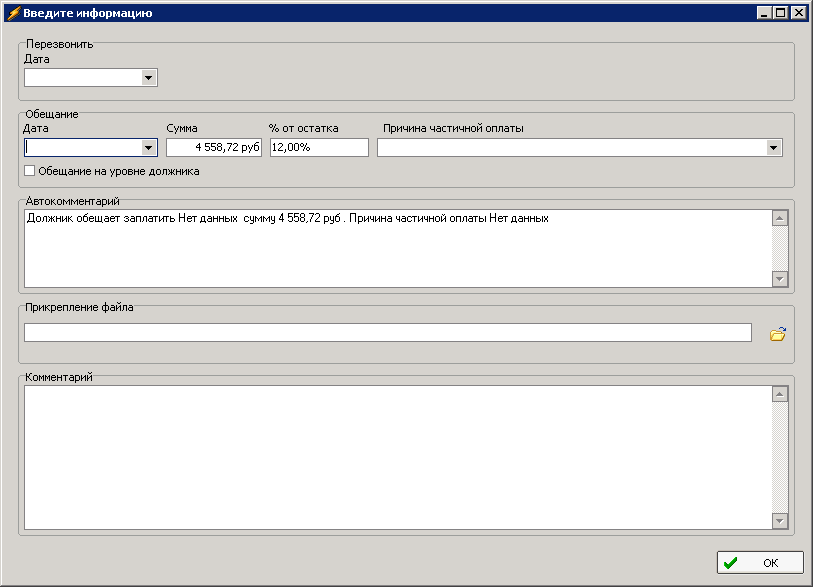 Введите информацию
Перезвонить
Дата
Обещание
Дата Сумма % от остатка Причина частичной оплаты
4 558,72 руб 12,00%
Обещание на уровне должника
Автокомментарий
Должник обещает заплатить Нет данных  сумму 4 558,72 руб . Причина частичной оплаты Нет данных
Прикрепление файла
Комментарий
OK